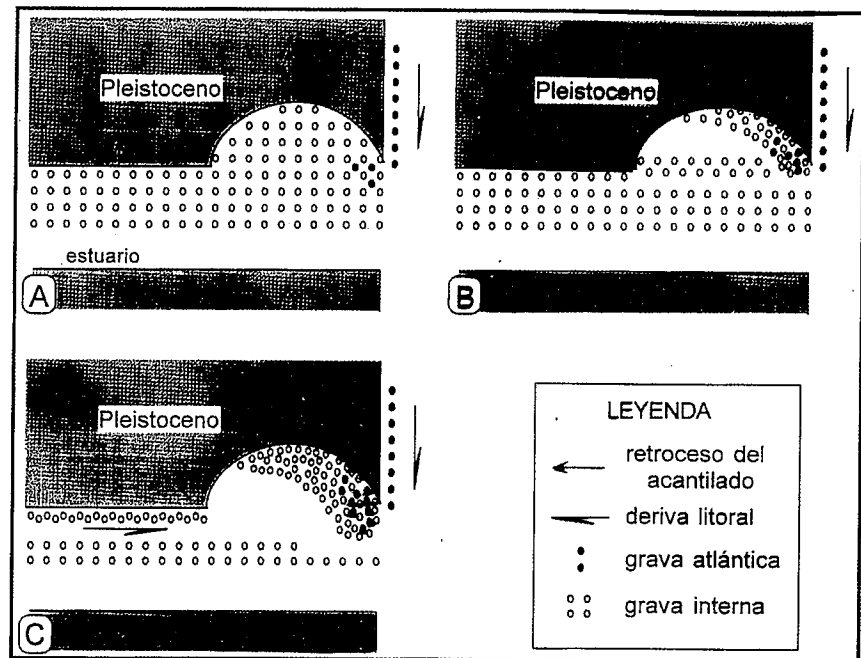 Pleistoceno
estuario
A
Pleistoceno
B
Pleistoceno
C
LEYENDA
retroceso del
acantilado
deriva litoral
grava atlántica
grava interna